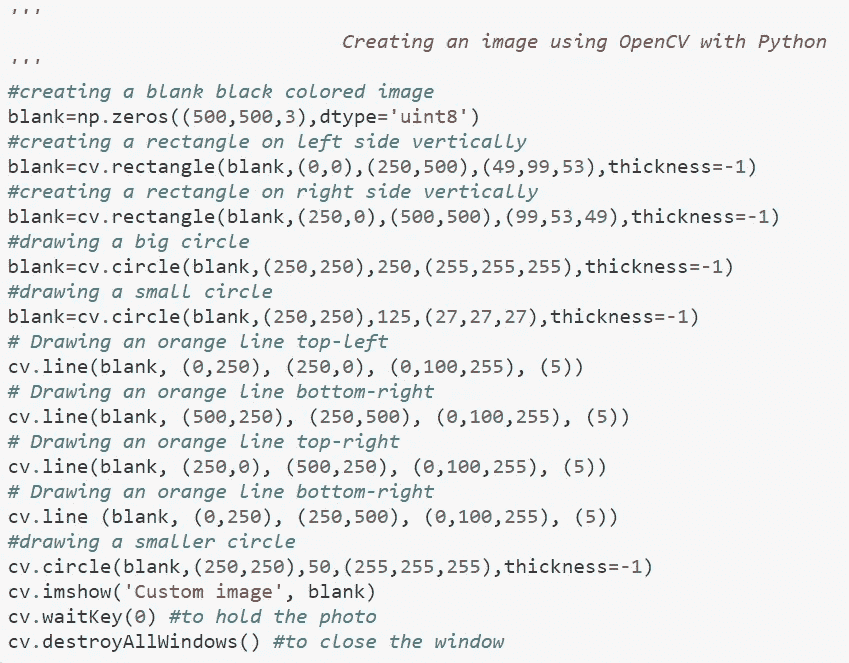 '''
Creating an image using OpenCV with Python
'''
#creating a blank black colored image
blank=np.zeros((500,500,3),dtype='uint8')
#creating a rectangle on left side vertically
blank=cv.rectangle(blank,(0,0),(250,500),(49,99,53),thickness=-1)
#creating a rectangle on right side vertically
blank=cv.rectangle(blank,(250,0),(500,500),(99,53,49),thickness=-1)
#drawing a big circle
blank=cv.circle(blank,(250,250),250,(255,255,255),thickness=-1)
#drawing a small circle
blank=cv.circle(blank,(250,250),125,(27,27,27),thickness=-1)
# Drawing an orange line top-left
cv.line(blank, (0,250), (250,0), (0,100,255), (5))
# Drawing an orange line bottom-right
cv.line(blank, (500,250), (250,500), (0,100,255), (5))
# Drawing an orange line top-right
cv.line(blank, (250,0), (500,250), (0,100,255), (5))
# Drawing an orange line bottom-right
cv.line (blank, (0,250), (250,500), (0,100,255), (5))
#drawing a smaller circle
cv.circle(blank,(250,250),50,(255,255,255),thickness=-1)
cv.imshow('Custom image', blank)
cv.waitKey(0) #to hold the photo
cv.destroyAllWindows() #to close the window